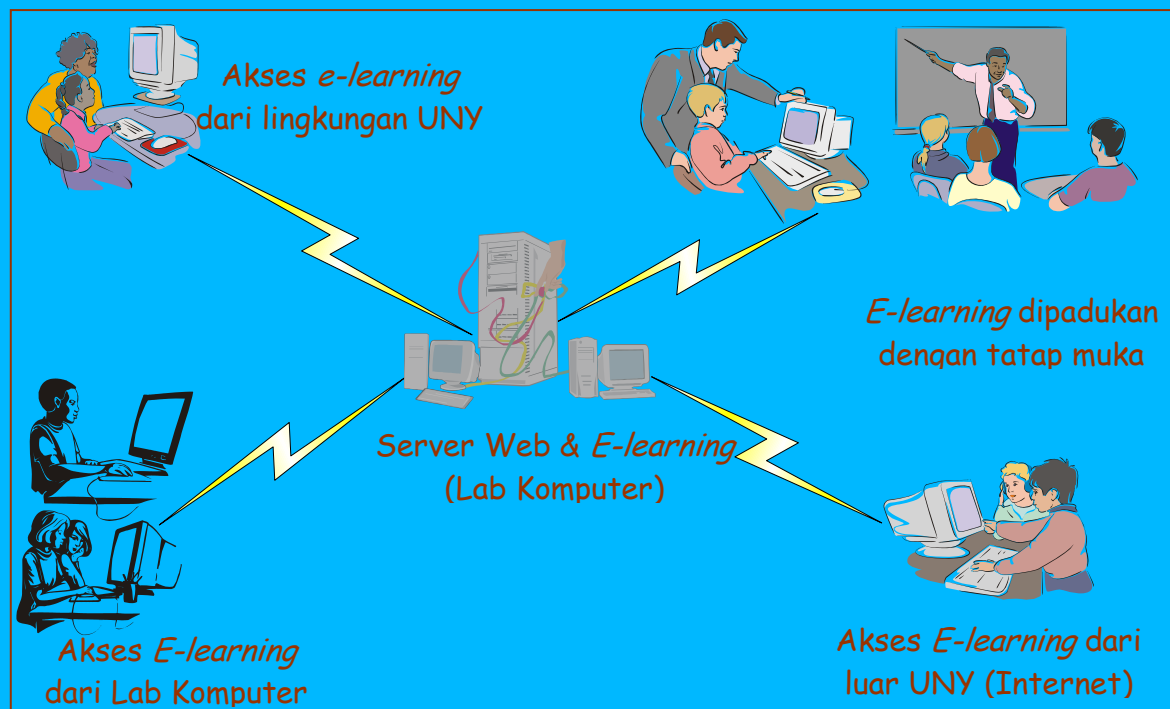 Akses e-learning
dari lingkungan UNY
E-learning dipadukan
dengan tatap muka
Server Web & E-learning
(Lab Komputer)
Akses E-learning
dari Lab Komputer
Akses E-learning dari
luar UNY (Internet)